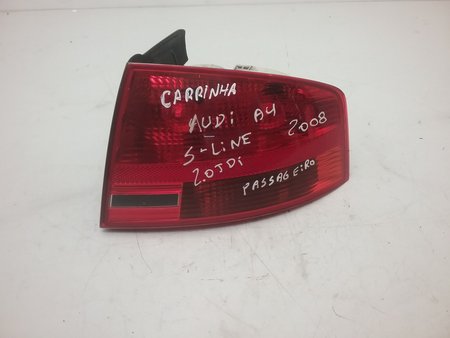 CARRINHA
AUDi A4
2008
S-LiNE
2.0TDi
PASSAGEiRO